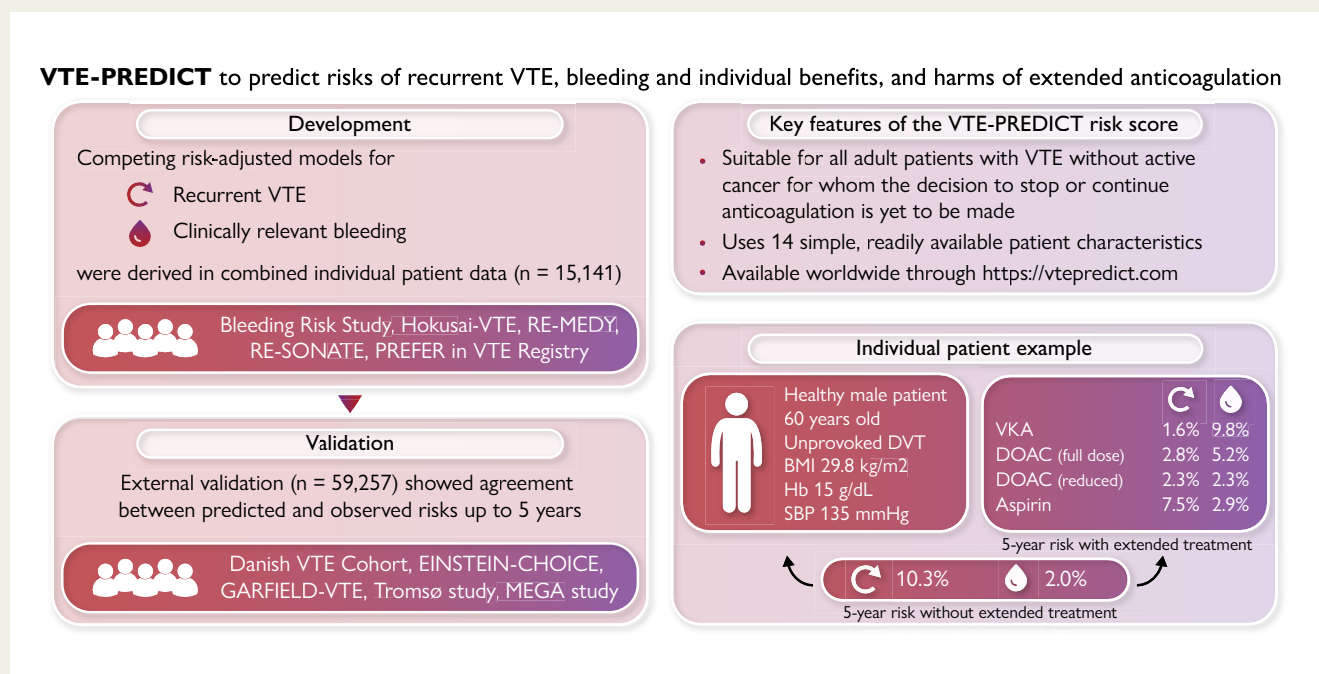 VTE-PREDICT to predict risks of recurrent VTE, bleeding and individual benefits, and harms of extended anticoagulation
Development
Competing risk-adjusted models for
Recurrent VTE
Clinically relevant bleeding
were derived in combined individual patient data (n = 15,141)
Bleeding Risk Study, Hokusai-VTE, RE-MEDY,
RE-SONATE, PREFER in VTE Registry
Validation
External validation (n = 59,257) showed agreement
between predicted and observed risks up to 5 years
Danish VTE Cohort, EINSTEIN-CHOICE,
GARFIELD-VTE, Tromsø study, MEGA study
Key features of the VTE-PREDICT risk score
• Suitable for all adult patients with VTE without active
cancer for whom the decision to stop or continue
anticoagulation is yet to be made
• Uses 14 simple, readily available patient characteristics
• Available worldwide through https://vtepredict.com
Individual patient example
Healthy male patient
60 years old
Unprovoked DVT
BMI 29.8 kg/m2
Hb 15 g/dL
SBP 135 mmHg
VKA 1.6% 9.8%
DOAC (full dose) 2.8% 5.2%
DOAC (reduced) 2.3% 2.3%
Aspirin 7.5% 2.9%
5-year risk with extended treatment
10.3% 2.0%
5-year risk without extended treatment